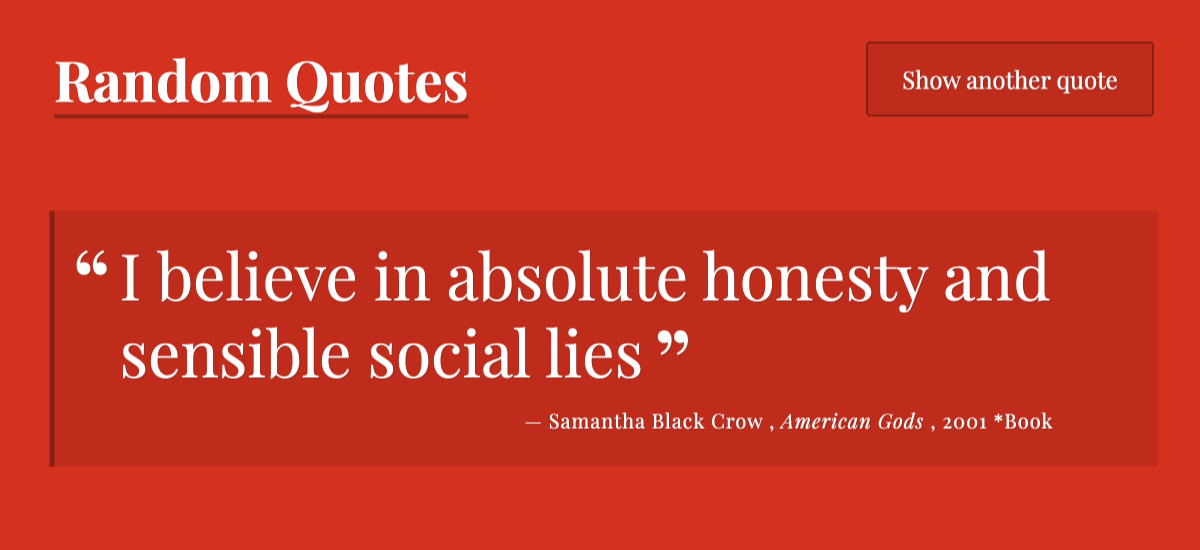 Random Quotes
Show another quote
“ I believe in absolute honesty and
sensible social lies ”
— Samantha Black Crow , American Gods , 2001 *Book